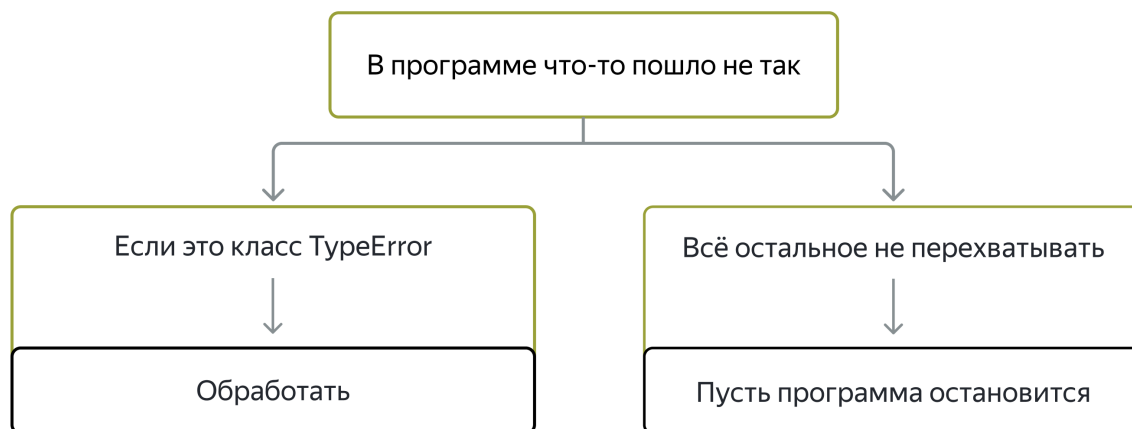 В программе что-то пошло не так
Если это класс TypeError
Всё остальное не перехватывать
Обработать
Пусть программа остановится